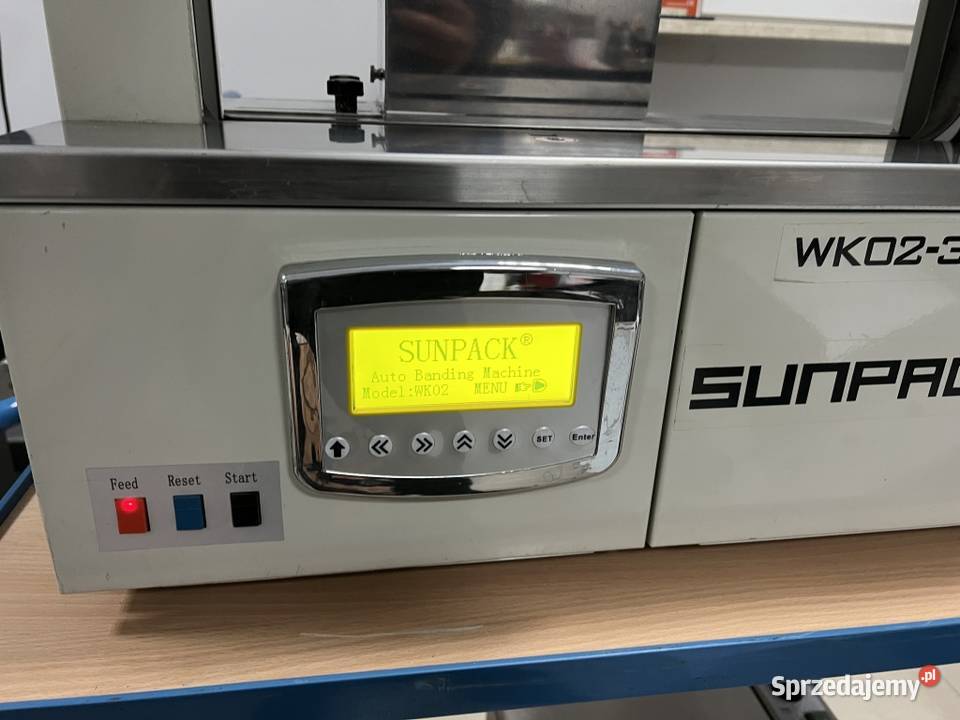 WK02-3
SUNPACK®
Auto Banding Machine
Model:WK02 MENU
SUNPAC
SET Enter
Feed Reset Start
Sprzedajemy.pl